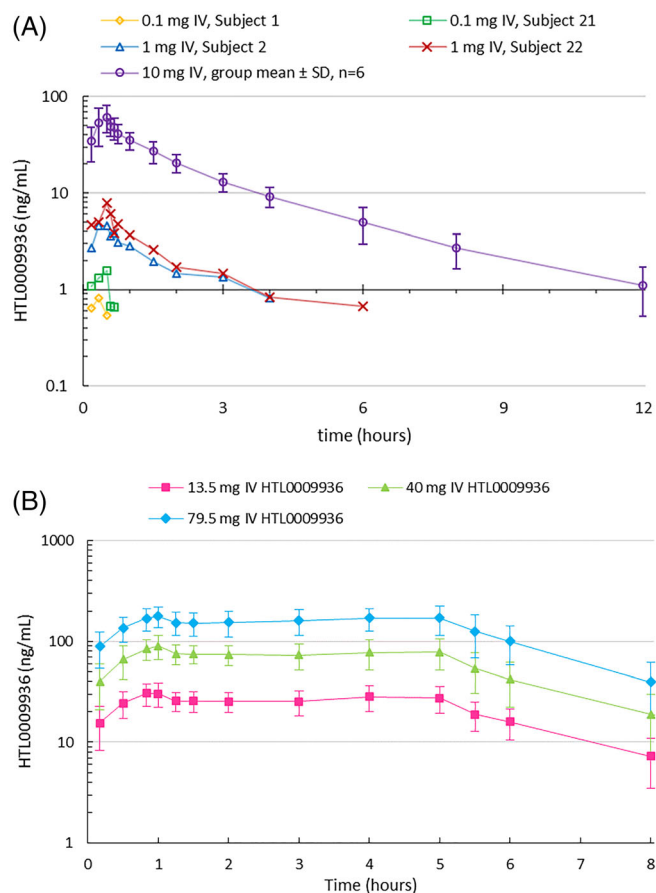 (A)
0.1 mg IV, Subject 1
0.1 mg IV, Subject 21
1 mg IV, Subject 2
1 mg IV, Subject 22
10 mg IV, group mean ± SD, n=6
HTL0009936 (ng/mL)
100
10
1
0.1
0 3 6 9 12
time (hours)
(B)
13.5 mg IV HTL0009936
40 mg IV HTL0009936
79.5 mg IV HTL0009936
HTL0009936 (ng/mL)
1000
100
10
1
0 1 2 3 4 5 6 7 8
Time (hours)